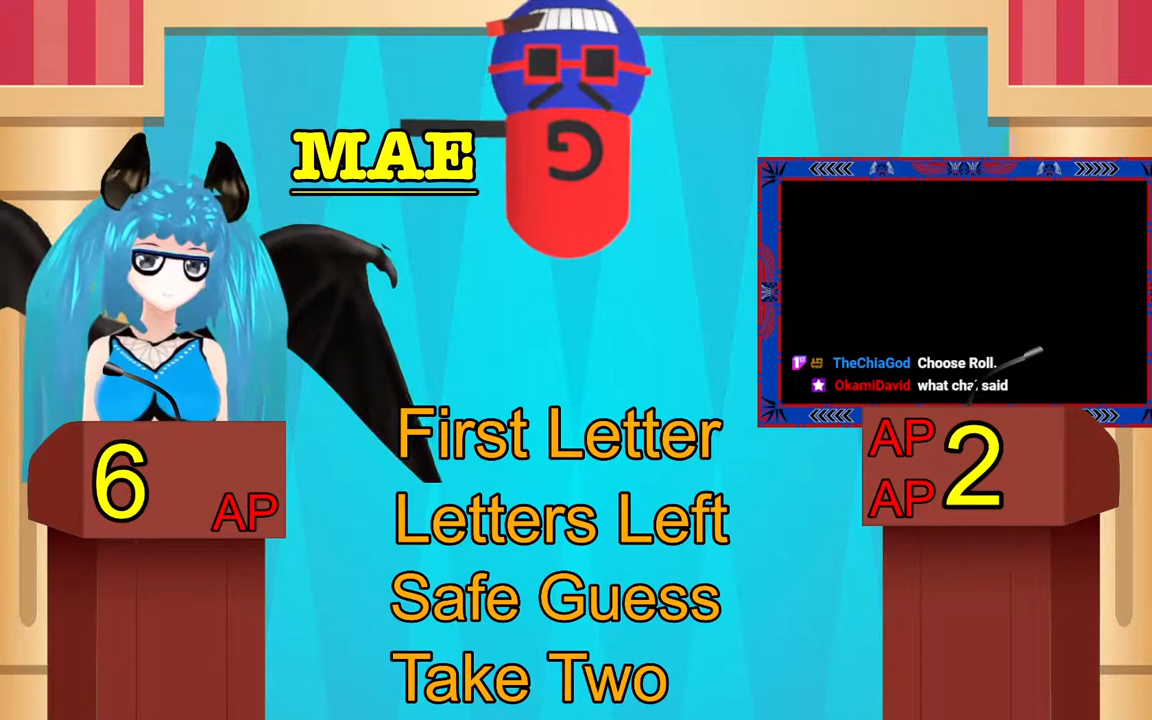 G
MAE
TheChiaGod Choose Roll.
OkamiDavid what cha said
6
AP
AP
AP
2
First Letter
Letters Left
Safe Guess
Take Two